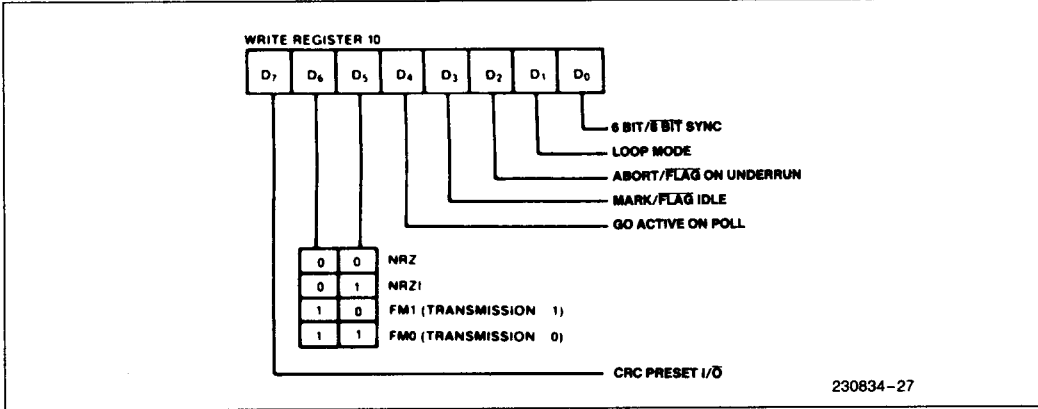 WRITE REGISTER 10
D7 D6 D5 D4 D3 D2 D1 D0
6 BIT/8 BIT SYNC
LOOP MODE
ABORT/FLAG ON UNDERRUN
MARK/FLAG IDLE
GO ACTIVE ON POLL
0 0 NRZ
0 1 NRZI
1 0 FM1 (TRANSMISSION 1)
1 1 FM0 (TRANSMISSION 0)
CRC PRESET I/O
230834-27